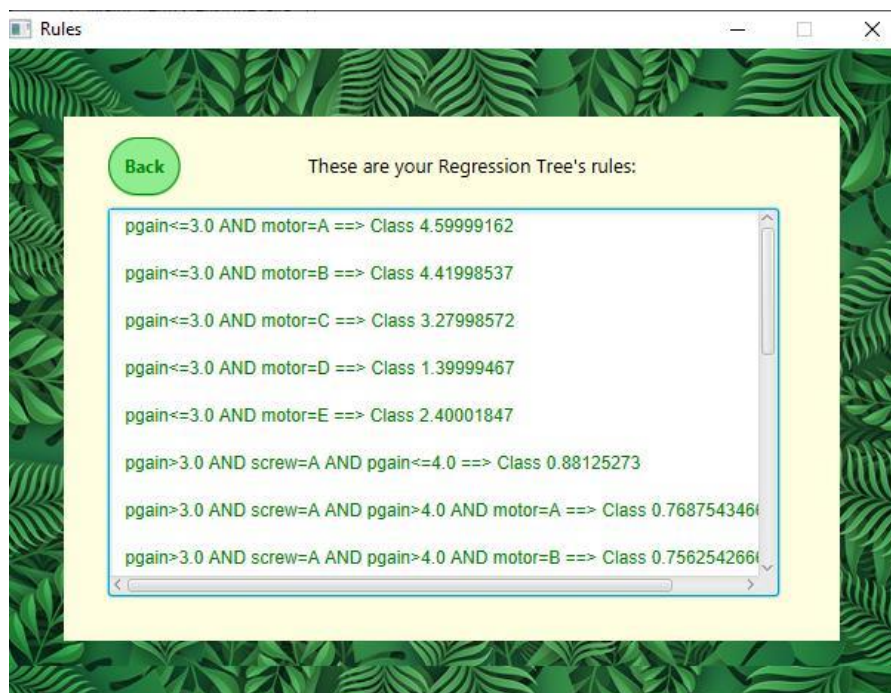 Rules
Back
These are your Regression Tree's rules:
pgain<=3.0 AND motor=A ==> Class 4.59999162
pgain<=3.0 AND motor=B ==> Class 4.41998537
pgain<=3.0 AND motor=C ==> Class 3.27998572
pgain<=3.0 AND motor=D ==> Class 1.39999467
pgain<=3.0 AND motor=E ==> Class 2.40001847
pgain>3.0 AND screw=A AND pgain<=4.0 ==> Class 0.88125273
pgain>3.0 AND screw=A AND pgain>4.0 AND motor=A ==> Class
pgain>3.0 AND screw=A AND pgain>4.0 AND motor=B ==> Class